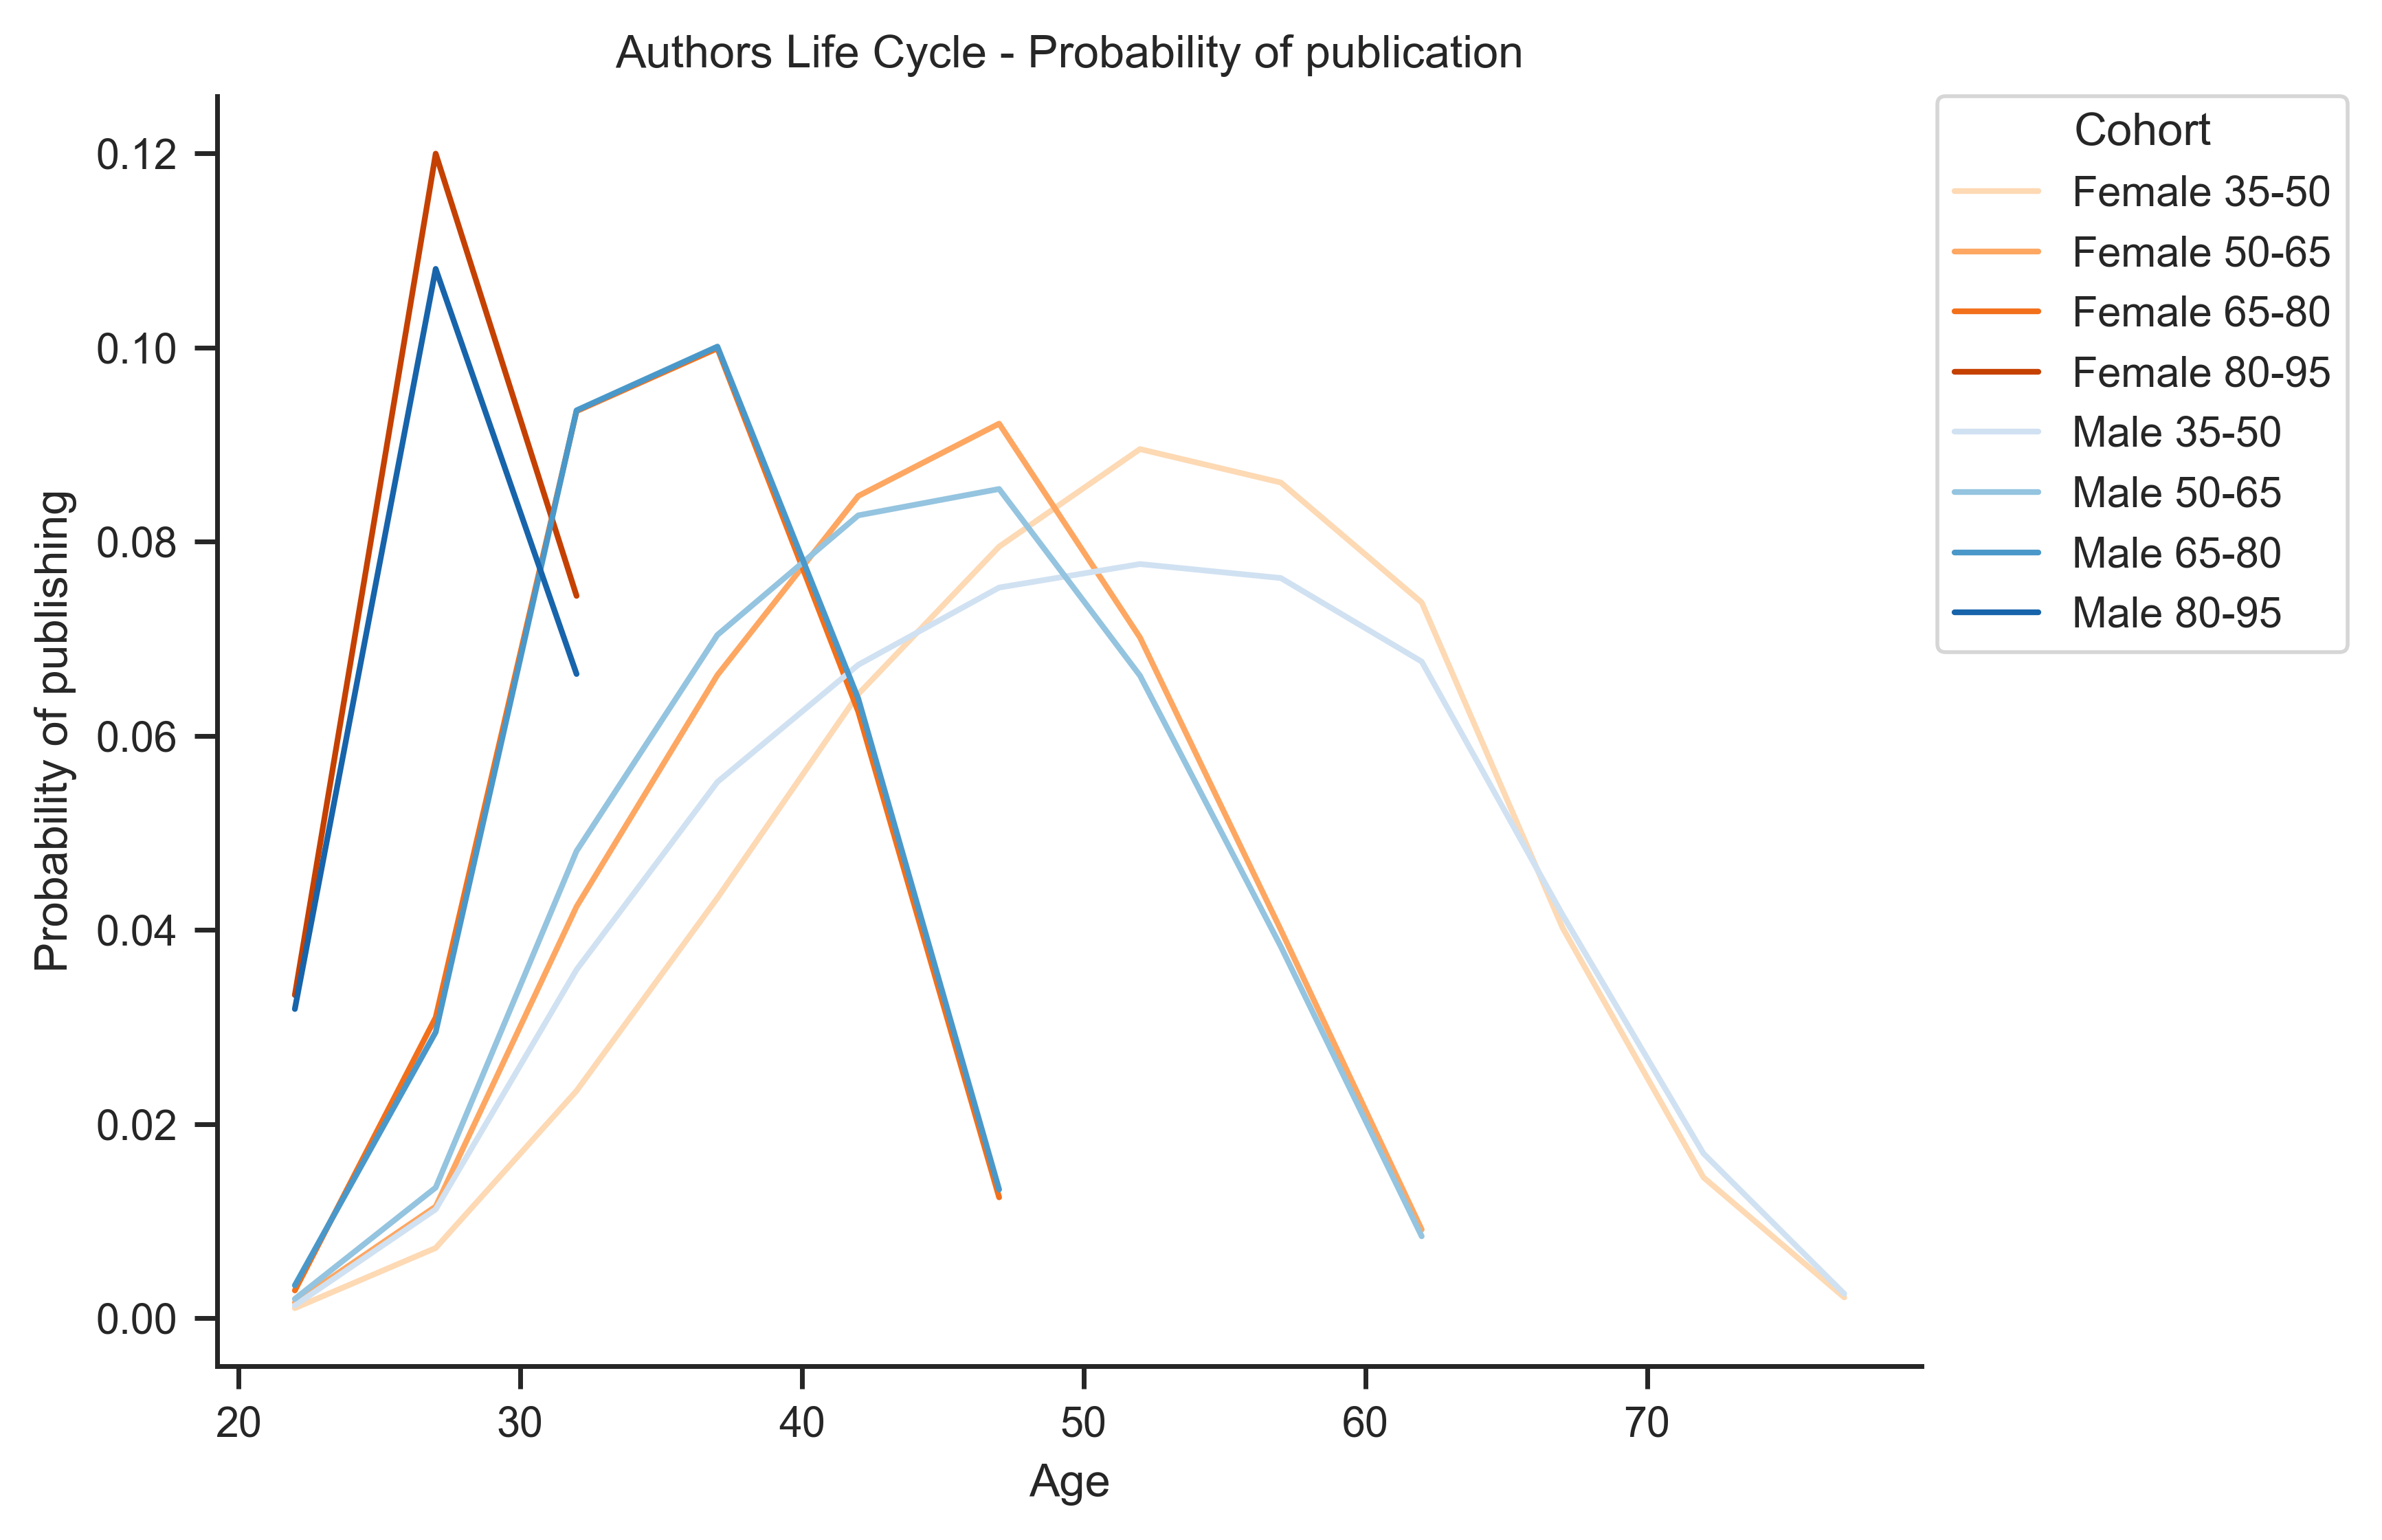 Authors Life Cycle - Probability of publication
Cohort
Female 35-50
Female 50-65
Female 65-80
Female 80-95
Male 35-50
Male 50-65
Male 65-80
Male 80-95
Probability of publishing
0.12
0.10
0.08
0.06
0.04
0.02
0.00
20 30 40 50 60 70
Age